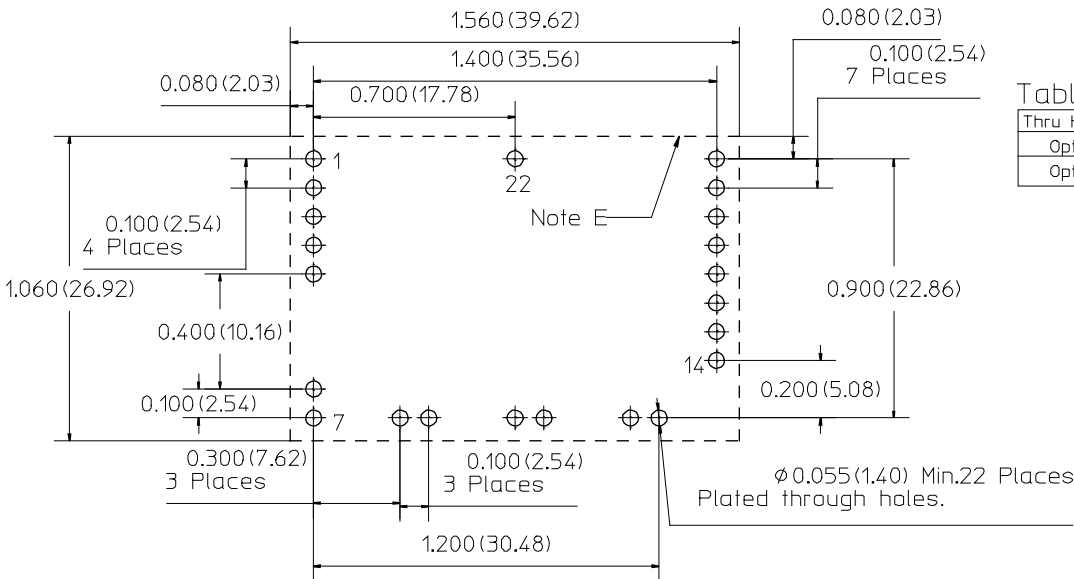 1.560(39.62)
0.080(2.03)
1.400(35.56)
0.100(2.54)
7 Places
0.080(2.03)
0.700(17.78)
Thru
1
22
Note E
0.100(2.54)
4 Places
1.060(26.92)
0.900(22.86)
0.400(10.16)
14
0.200(5.08)
0.100(2.54)
7
0.300(7.62)
3 Places
0.100(2.54)
3 Places
⌀0.055(1.40) Min.22 Places
Plated through holes.
1.200(30.48)